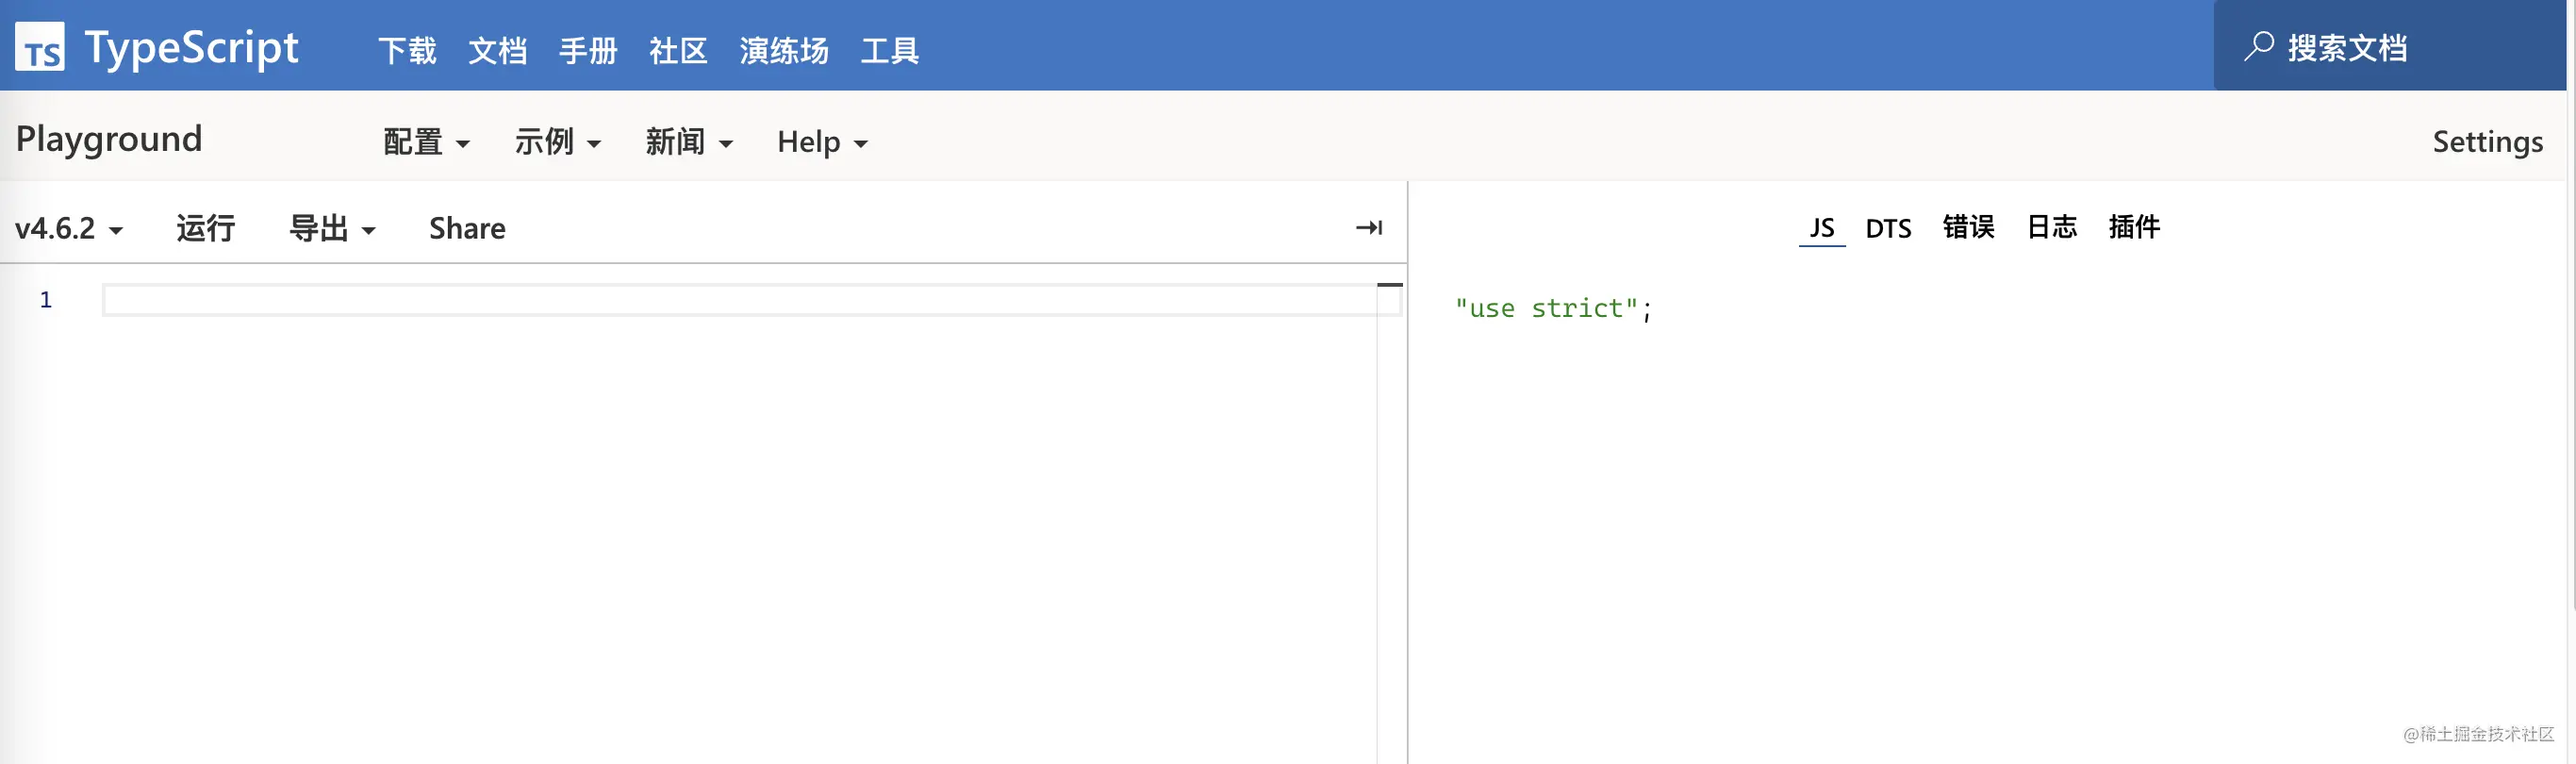 TS TypeScript 下载 文档 手册 社区 演练场 工具 搜索文档
Playground 配置 示例 新闻 Help Settings
v4.6.2 运行 导出 Share JS DTS 错误 日志 插件
1
"use strict";
@稀土掘金技术社区